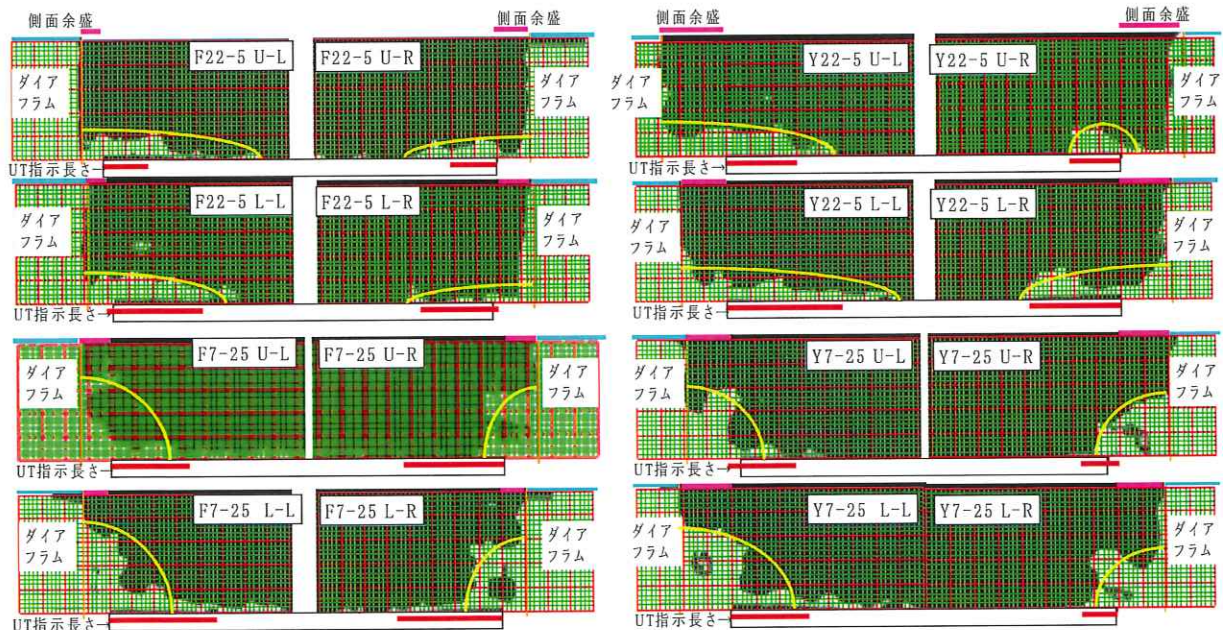 側面余盛
側面余盛
F22-5 U-L
F22-5 U-R
ダイア
フラム
ダイア
フラム
UT指示長さ→
F22-5 L-L
F22-5 L-R
ダイア
フラム
ダイア
フラム
UT指示長さ→
F7-25 U-L
F7-25 U-R
ダイア
フラム
ダイア
フラム
UT指示長さ→
F7-25 L-L
F7-25 L-R
ダイア
フラム
ダイア
フラム
UT指示長さ→
側面余盛
側面余盛
Y22-5 U-L
Y22-5 U-R
ダイア
フラム
ダイア
フラム
UT指示長さ→
Y22-5 L-L
Y22-5 L-R
ダイア
フラム
ダイア
フラム
UT指示長さ→
Y7-25 U-L
Y7-25 U-R
ダイア
フラム
ダイア
フラム
UT指示長さ→
Y7-25 L-L
Y7-25 L-R
ダイア
フラム
ダイア
フラム
UT指示長さ→